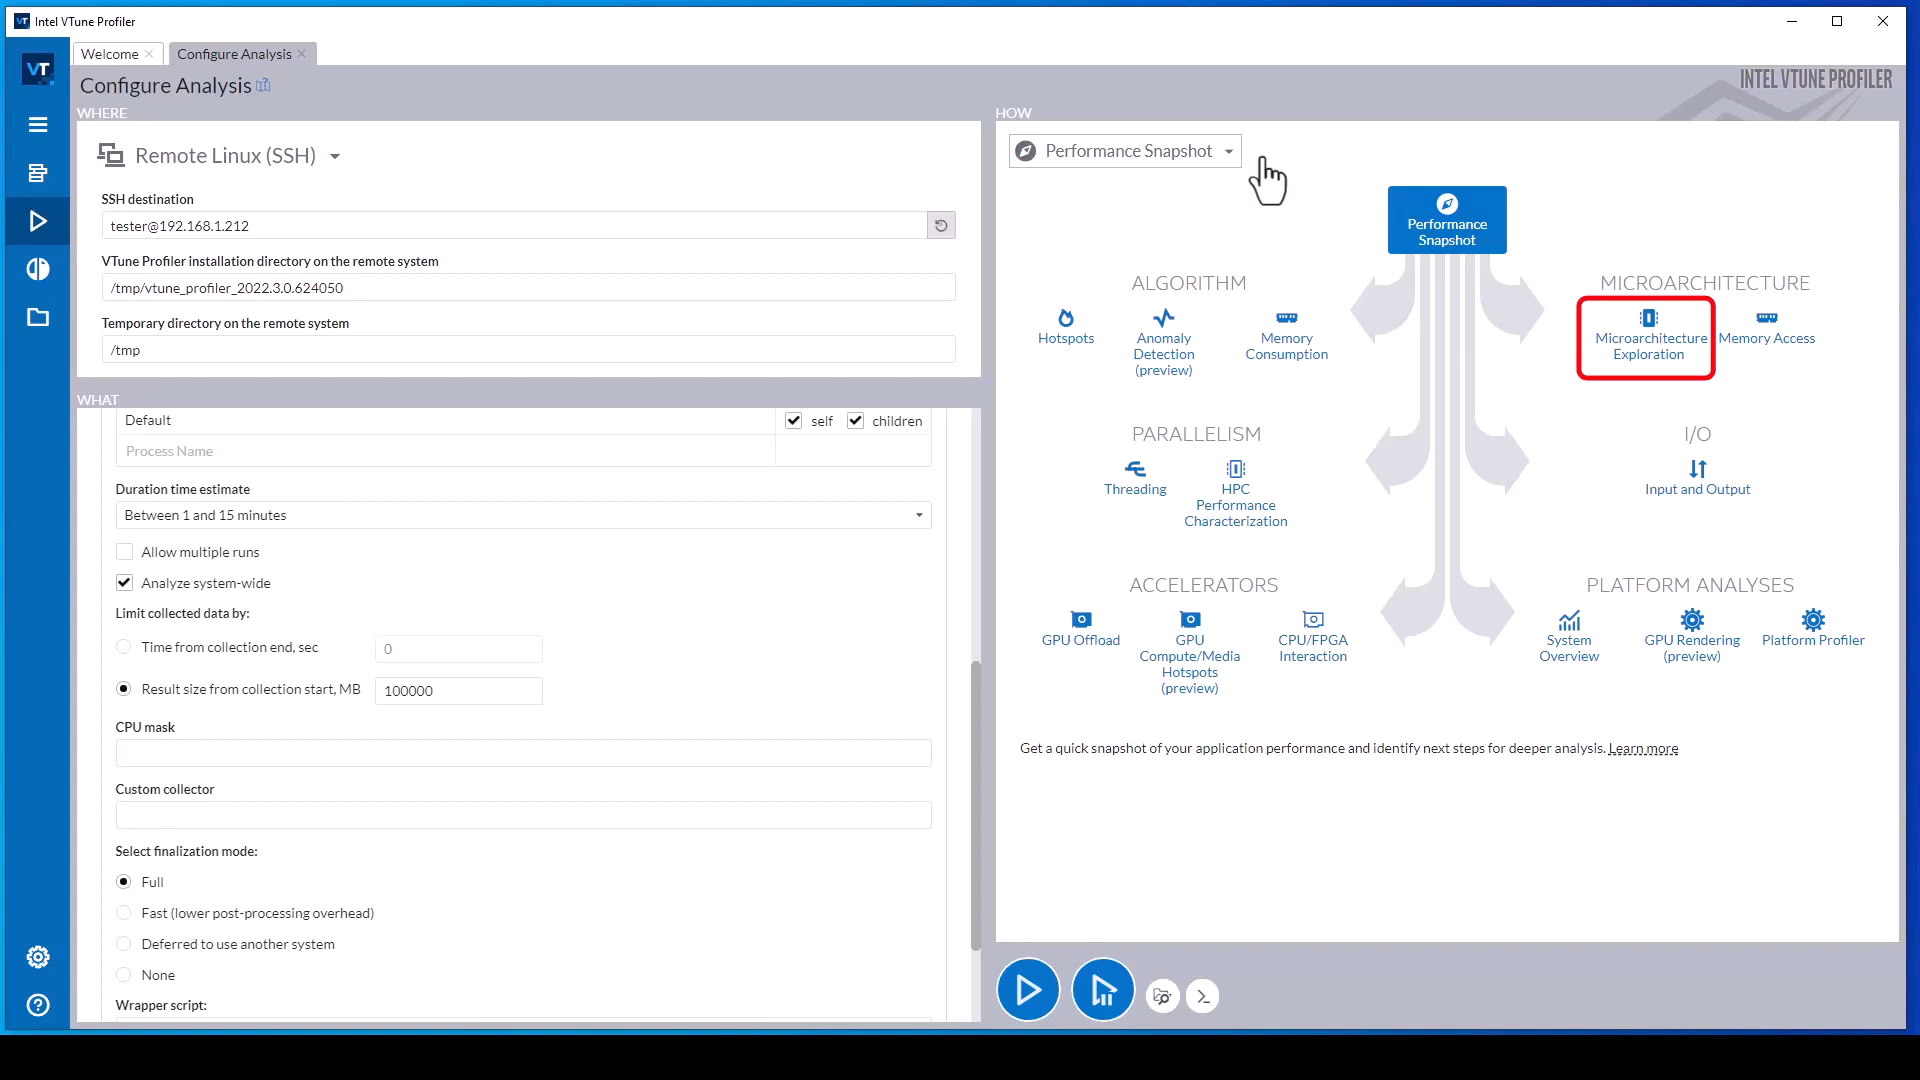 VT Intel VTune Profiler
Welcome
Configure Analysis
VT
Configure Analysis
INTEL VTUNE PROFILER
WHERE
Remote Linux (SSH)
SSH destination
tester@192.168.1.212
VTune Profiler installation directory on the remote system
/tmp/vtune_profiler_2022.3.0.624050
Temporary directory on the remote system
/tmp
WHAT
Default
self
children
Process Name
Duration time estimate
Between 1 and 15 minutes
Allow multiple runs
Analyze system-wide
Limit collected data by:
Time from collection end, sec
0
Result size from collection start, MB
100000
CPU mask
Custom collector
Select finalization mode:
Full
Fast (lower post-processing overhead)
Deferred to use another system
None
Wrapper script:
HOW
Performance Snapshot
Performance
Snapshot
ALGORITHM
Hotspots
Anomaly
Detection
(preview)
Memory
Consumption
MICROARCHITECTURE
Microarchitecture
Exploration
Memory Access
PARALLELISM
Threading
HPC
Performance
Characterization
I/O
Input and Output
ACCELERATORS
GPU Offload
GPU
Compute/Media
Hotspots
(preview)
CPU/FPGA
Interaction
PLATFORM ANALYSES
System
Overview
GPU Rendering
(preview)
Platform Profiler
Get a quick snapshot of your application performance and identify next steps for deeper analysis. Learn more